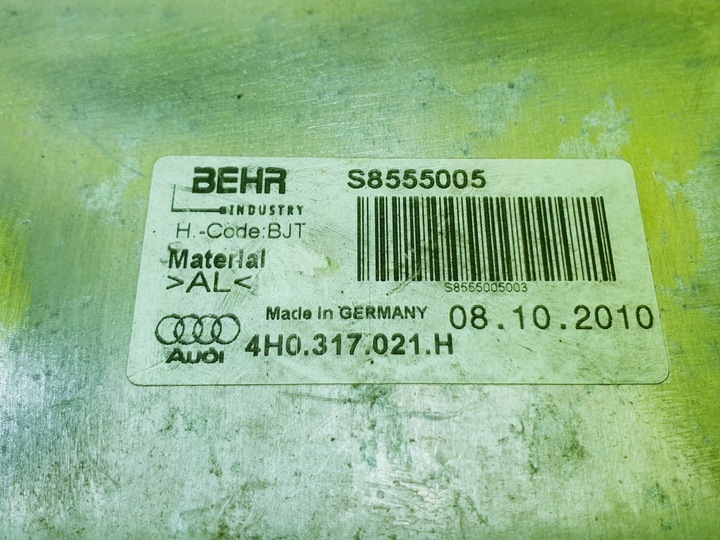 BEHR
INDUSTRY
H.-Code:BJT
Material
>AL<
S8555005
S8555005003
Made in GERMANY 08.10.2010
AUDI 4H0.317.021.H